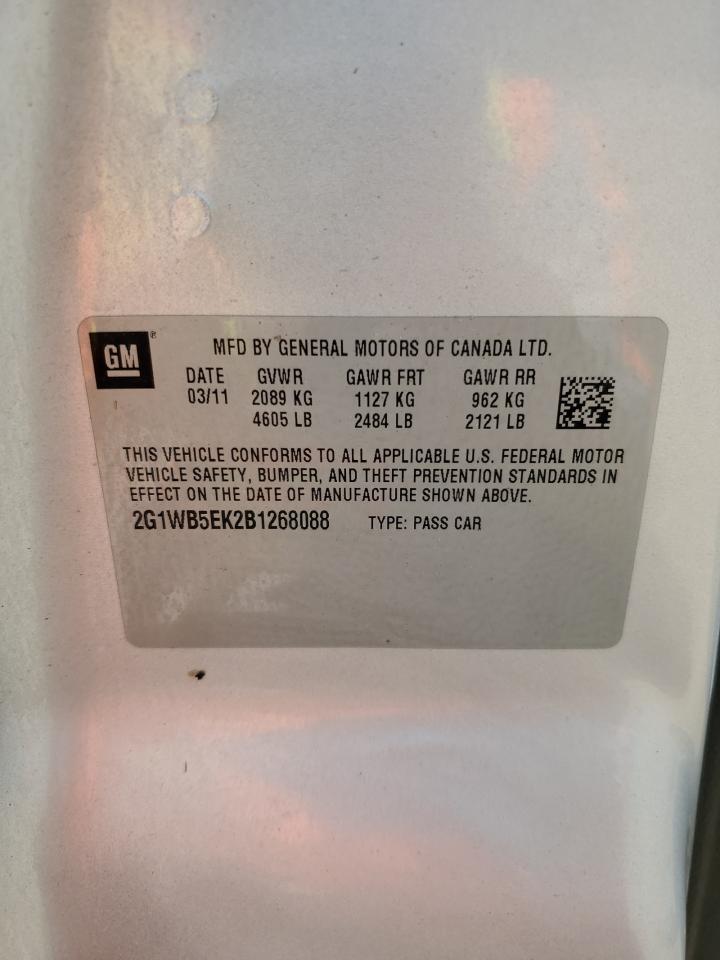 GM ®
MFD BY GENERAL MOTORS OF CANADA LTD.
DATE GVWR GAWR FRT GAWR RR
03/11 2089 KG 1127 KG 962 KG
4605 LB 2484 LB 2121 LB
THIS VEHICLE CONFORMS TO ALL APPLICABLE U.S. FEDERAL MOTOR
VEHICLE SAFETY, BUMPER, AND THEFT PREVENTION STANDARDS IN
EFFECT ON THE DATE OF MANUFACTURE SHOWN ABOVE.
2G1WB5EK2B1268088 TYPE: PASS CAR